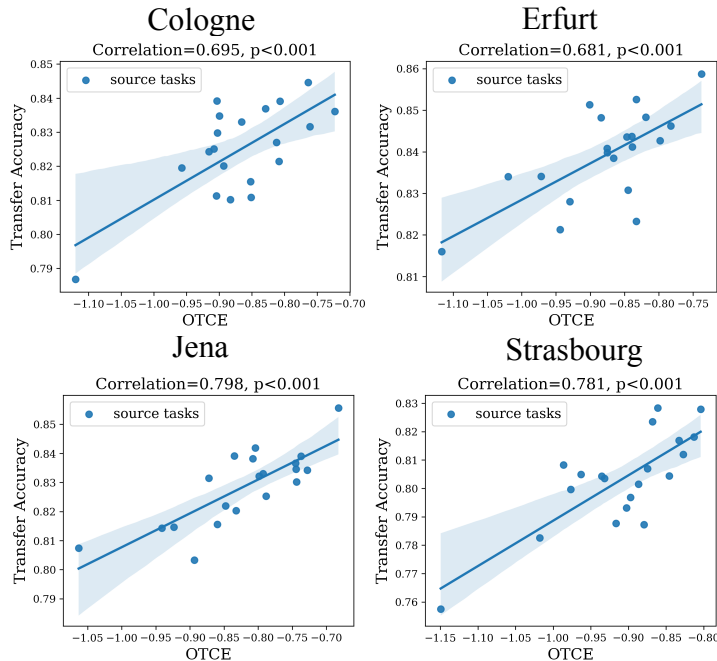 Cologne
Correlation=0.695, p<0.001
source tasks
Transfer Accuracy
0.85
0.84
0.83
0.82
0.81
0.80
0.79
−1.10 −1.05 −1.00 −0.95 −0.90 −0.85 −0.80 −0.75 −0.70
OTCE
Erfurt
Correlation=0.681, p<0.001
source tasks
Transfer Accuracy
0.86
0.85
0.84
0.83
0.82
0.81
−1.10 −1.05 −1.00 −0.95 −0.90 −0.85 −0.80 −0.75
OTCE
Jena
Correlation=0.798, p<0.001
source tasks
Transfer Accuracy
0.85
0.84
0.83
0.82
0.81
0.80
0.79
−1.05 −1.00 −0.95 −0.90 −0.85 −0.80 −0.75 −0.70
OTCE
Strasbourg
Correlation=0.781, p<0.001
source tasks
Transfer Accuracy
0.83
0.82
0.81
0.80
0.79
0.78
0.77
0.76
−1.15 −1.10 −1.05 −1.00 −0.95 −0.90 −0.85 −0.80
OTCE